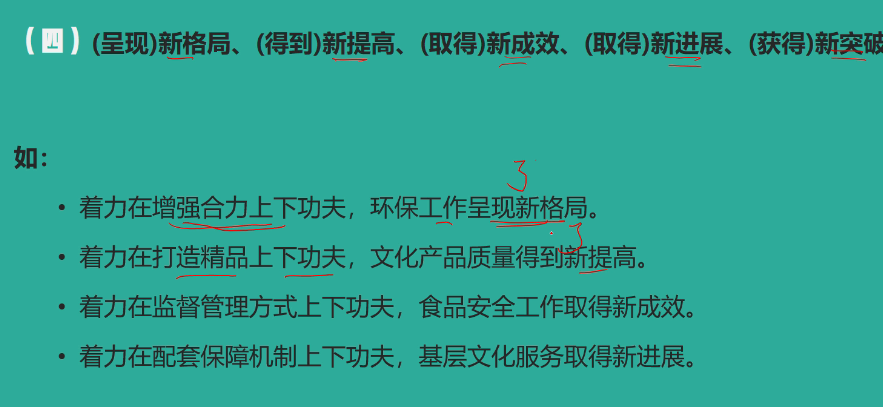 （四）(呈现)新格局、(得到)新提高、(取得)新成效、(取得)新进展、(获得)新突破
如：
3
• 着力在增强合力上下功夫，环保工作呈现新格局。
3
• 着力在打造精品上下功夫，文化产品质量得到新提高。
• 着力在监督管理方式上下功夫，食品安全工作取得新成效。
• 着力在配套保障机制上下功夫，基层文化服务取得新进展。